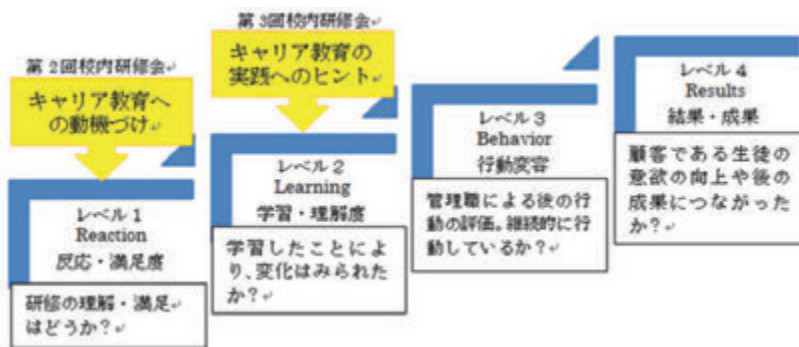 第2回校内研修会
キャリア教育へ
の動機づけ
レベル1
Reaction
反応・満足度
研修の理解・満足
はどうか?
第3回校内研修会
キャリア教育の
実践へのヒント
レベル2
Learning
学習・理解度
学習したことによ
り、変化はみられた
か?
レベル3
Behavior
行動変容
管理職による後の行
動の評価。継続的に行
動しているか?
レベル4
Results
結果・成果
顧客である生徒の
意欲の向上や後の
成果につながった
か?